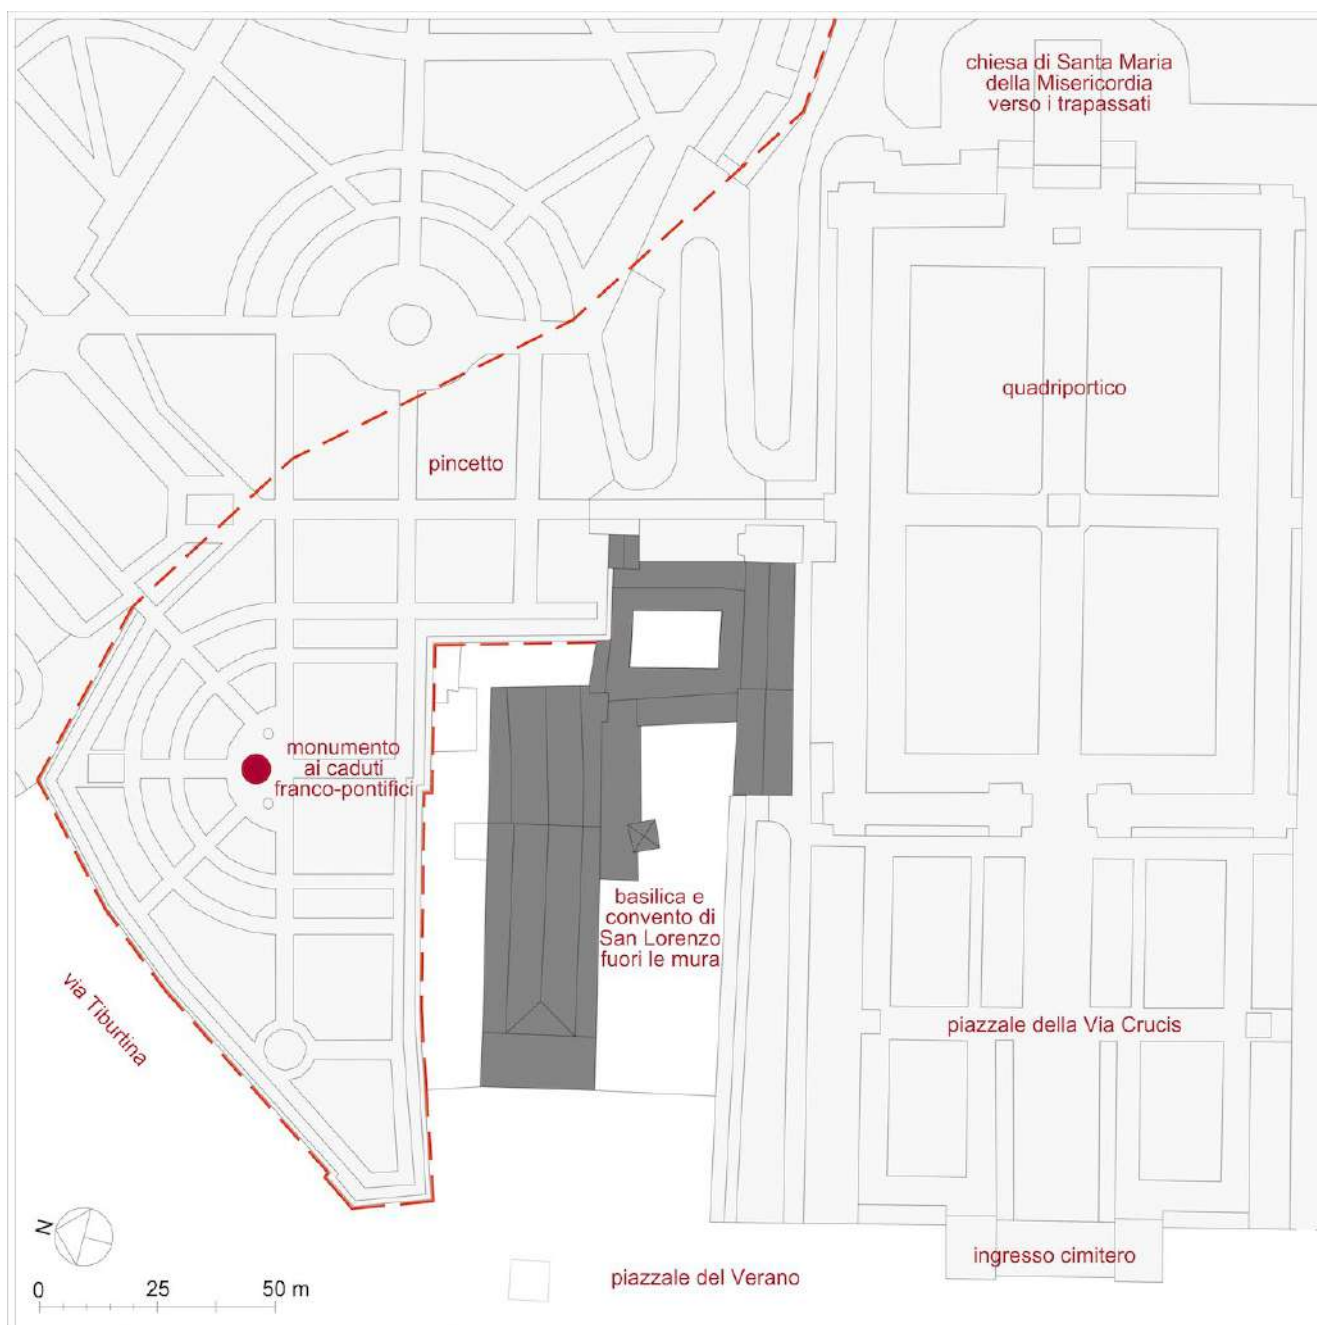 chiesa di Santa Maria
della Misericordia
verso i trapassati
quadriportico
pincetto
monumento
ai caduti
franco-pontifici
basilica e
convento di
San Lorenzo
fuori le mura
via Tiburtina
piazzale della Via Crucis
N
ingresso cimitero
piazzale del Verano
0 25 50 m